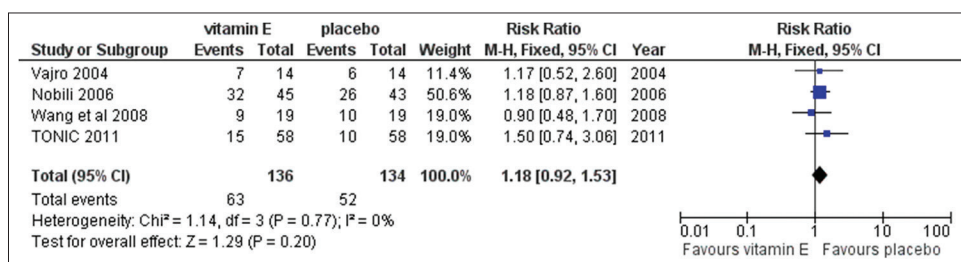 vitamin E placebo Risk Ratio Risk Ratio
Study or Subgroup Events Total Events Total Weight M-H, Fixed, 95% CI Year M-H, Fixed, 95% CI
Vajro 2004 7 14 6 14 11.4% 1.17 [0.52, 2.60] 2004
Nobili 2006 32 45 26 43 50.6% 1.18 [0.87, 1.60] 2006
Wang et al 2008 9 19 10 19 19.0% 0.90 [0.48, 1.70] 2008
TONIC 2011 15 58 10 58 19.0% 1.50 [0.74, 3.06] 2011
Total (95% CI) 136 134 100.0% 1.18 [0.92, 1.53]
Total events 63 52
Heterogeneity: Chi² = 1.14, df = 3 (P = 0.77); I² = 0%
Test for overall effect: Z = 1.29 (P = 0.20)
0.01 0.1 1 10 100
Favours vitamin E Favours placebo